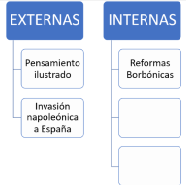 EXTERNAS
Pensamiento
ilustrado
Invasión
napoleónica
a España
INTERNAS
Reformas
Borbónicas